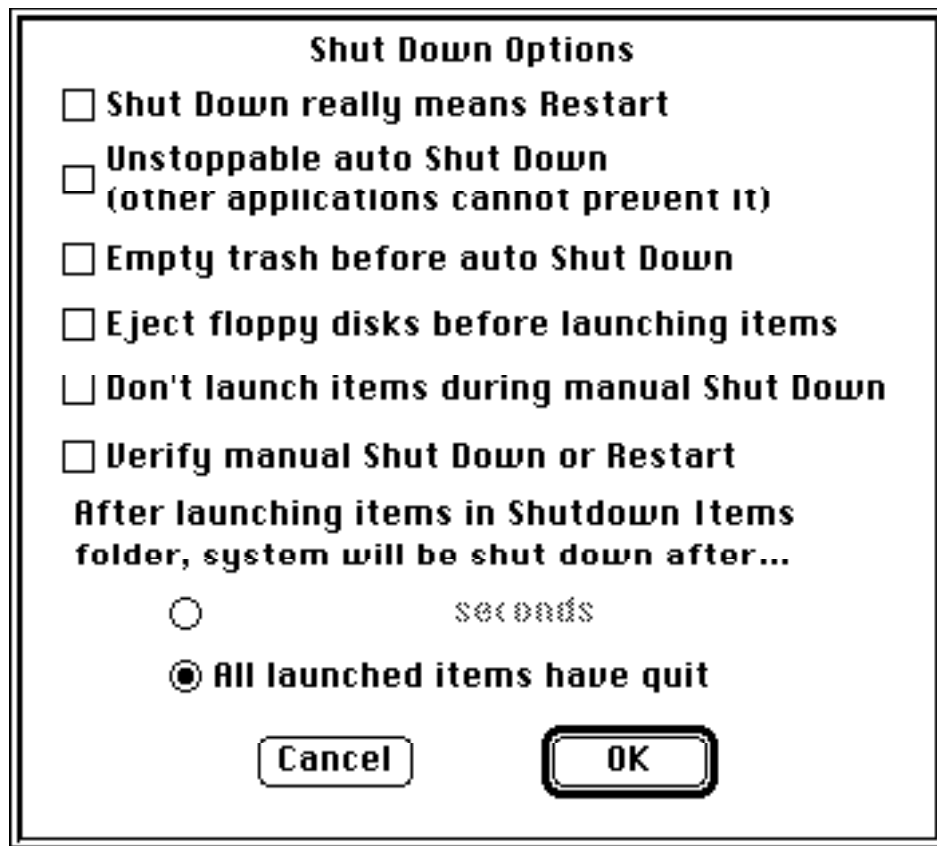 Shut Down Options
Shut Down really means Restart
Unstoppable auto Shut Down
(other applications cannot prevent it)
Empty trash before auto Shut Down
Eject floppy disks before launching items
Don't launch items during manual Shut Down
Verify manual Shut Down or Restart
After launching items in Shutdown Items
folder, system will be shut down after...
seconds
All launched items have quit
Cancel OK